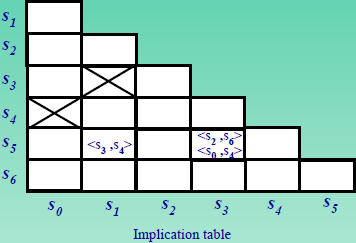 S1
S2
S3
S4
<s2 ,s6>
S5 <s3 ,s4> <s0 ,s4>
S6
S0 S1 S2 S3 S4 S5
Implication table